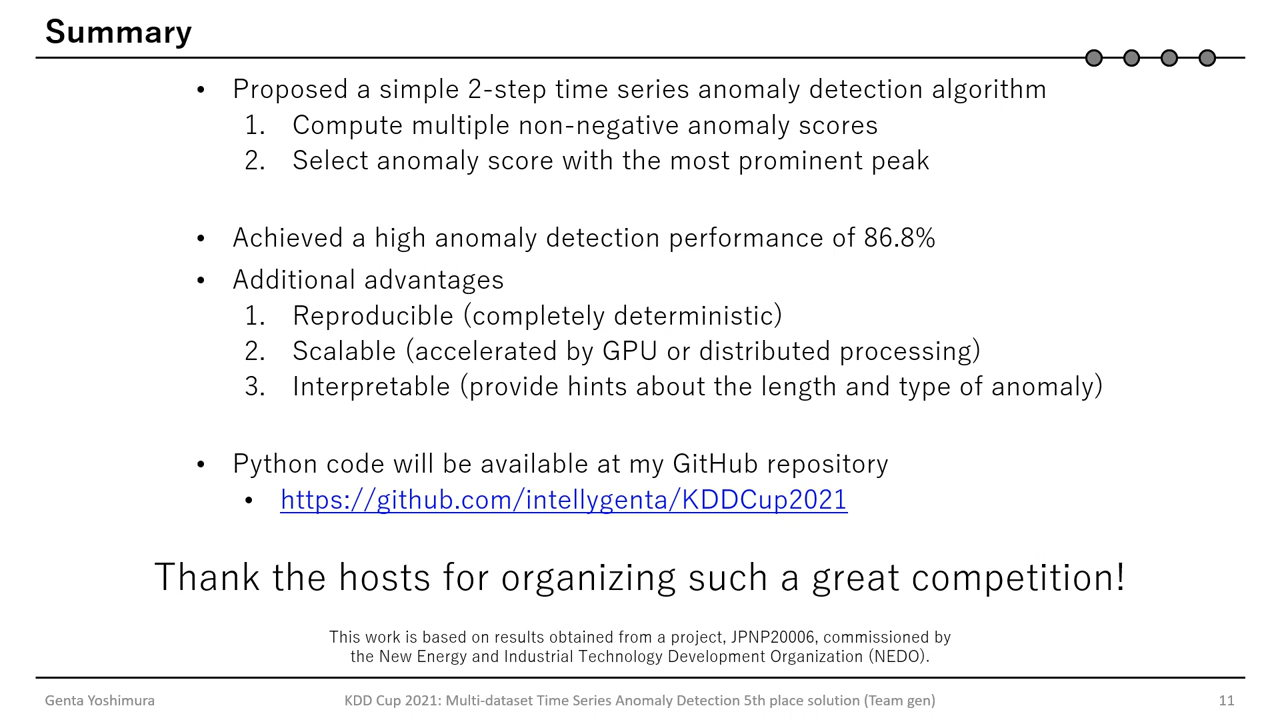 Summary
• Proposed a simple 2-step time series anomaly detection algorithm
1. Compute multiple non-negative anomaly scores
2. Select anomaly score with the most prominent peak
• Achieved a high anomaly detection performance of 86.8%
• Additional advantages
1. Reproducible (completely deterministic)
2. Scalable (accelerated by GPU or distributed processing)
3. Interpretable (provide hints about the length and type of anomaly)
• Python code will be available at my GitHub repository
• https://github.com/intellygenta/KDDCup2021
Thank the hosts for organizing such a great competition!
This work is based on results obtained from a project, JPNP20006, commissioned by
the New Energy and Industrial Technology Development Organization (NEDO).
Genta Yoshimura KDD Cup 2021: Multi-dataset Time Series Anomaly Detection 5th place solution (Team gen) 11